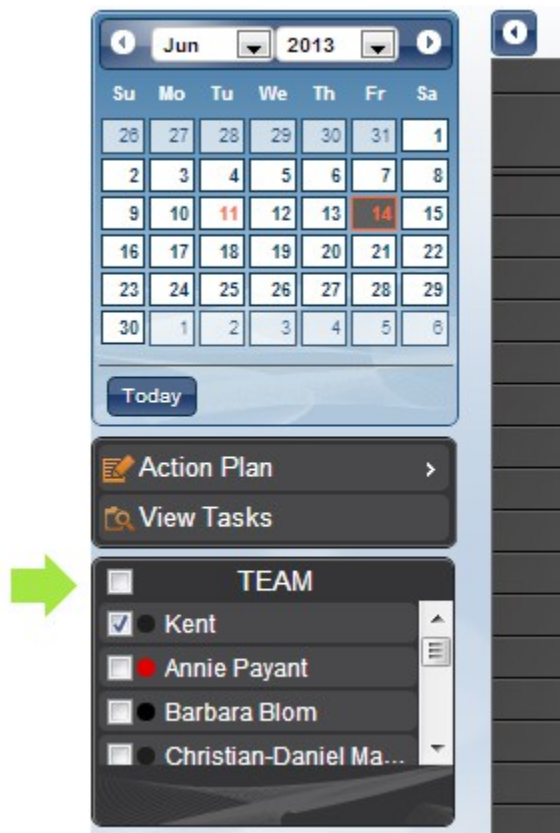 Jun 2013
Su Mo Tu We Th Fr Sa
26 27 28 29 30 31 1
2 3 4 5 6 7 8
9 10 11 12 13 14 15
16 17 18 19 20 21 22
23 24 25 26 27 28 29
30 1 2 3 4 5 6
Today
Action Plan
View Tasks
TEAM
Kent
Annie Payant
Barbara Blom
Christian-Daniel Ma...